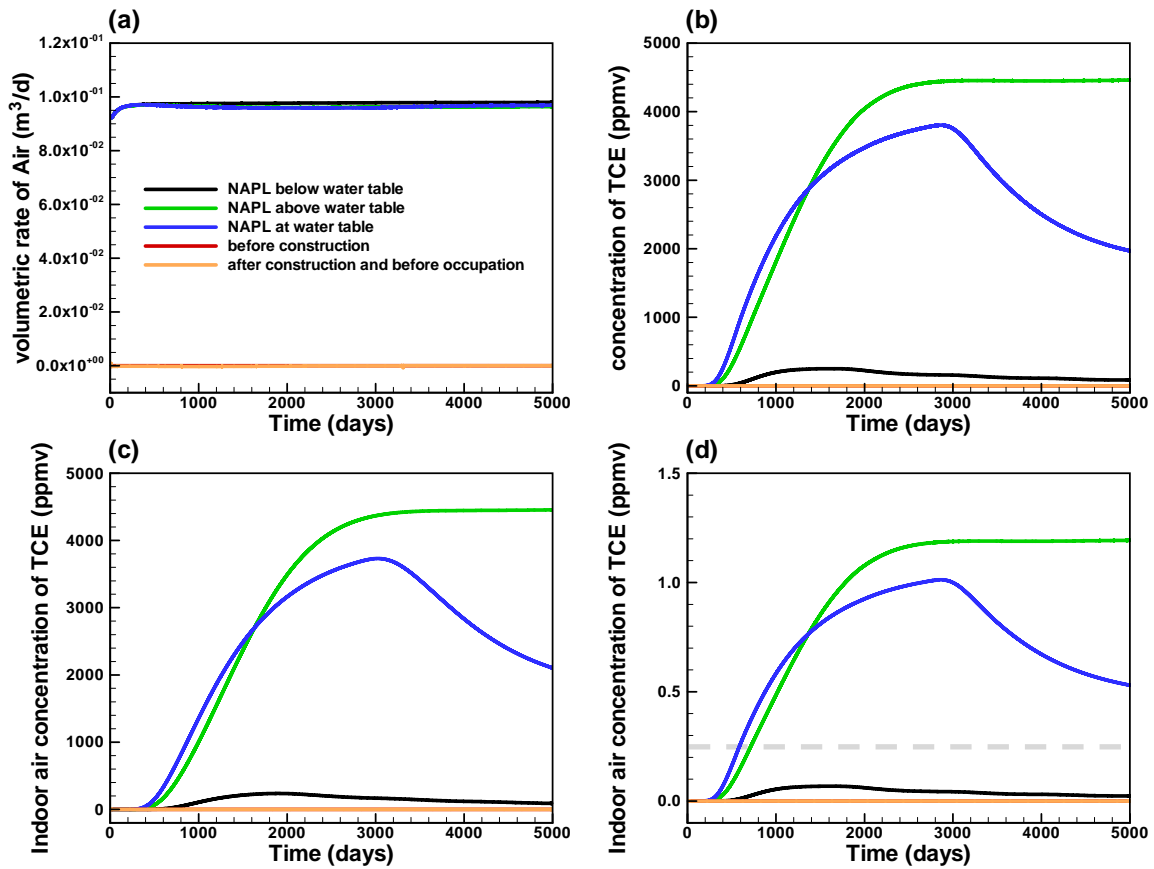 (a)
volumetric rate of Air (m³/d)
1.2x10⁻⁰¹
1.0x10⁻⁰¹
8.0x10⁻⁰²
6.0x10⁻⁰²
4.0x10⁻⁰²
2.0x10⁻⁰²
0.0x10⁺⁰⁰
NAPL below water table
NAPL above water table
NAPL at water table
before construction
after construction and before occupation
0 1000 2000 3000 4000 5000
Time (days)
(b)
concentration of TCE (ppmv)
5000
4000
3000
2000
1000
0
0 1000 2000 3000 4000 5000
Time (days)
(c)
Indoor air concentration of TCE (ppmv)
5000
4000
3000
2000
1000
0
0 1000 2000 3000 4000 5000
Time (days)
(d)
Indoor air concentration of TCE (ppmv)
1.5
1.0
0.5
0.0
0 1000 2000 3000 4000 5000
Time (days)